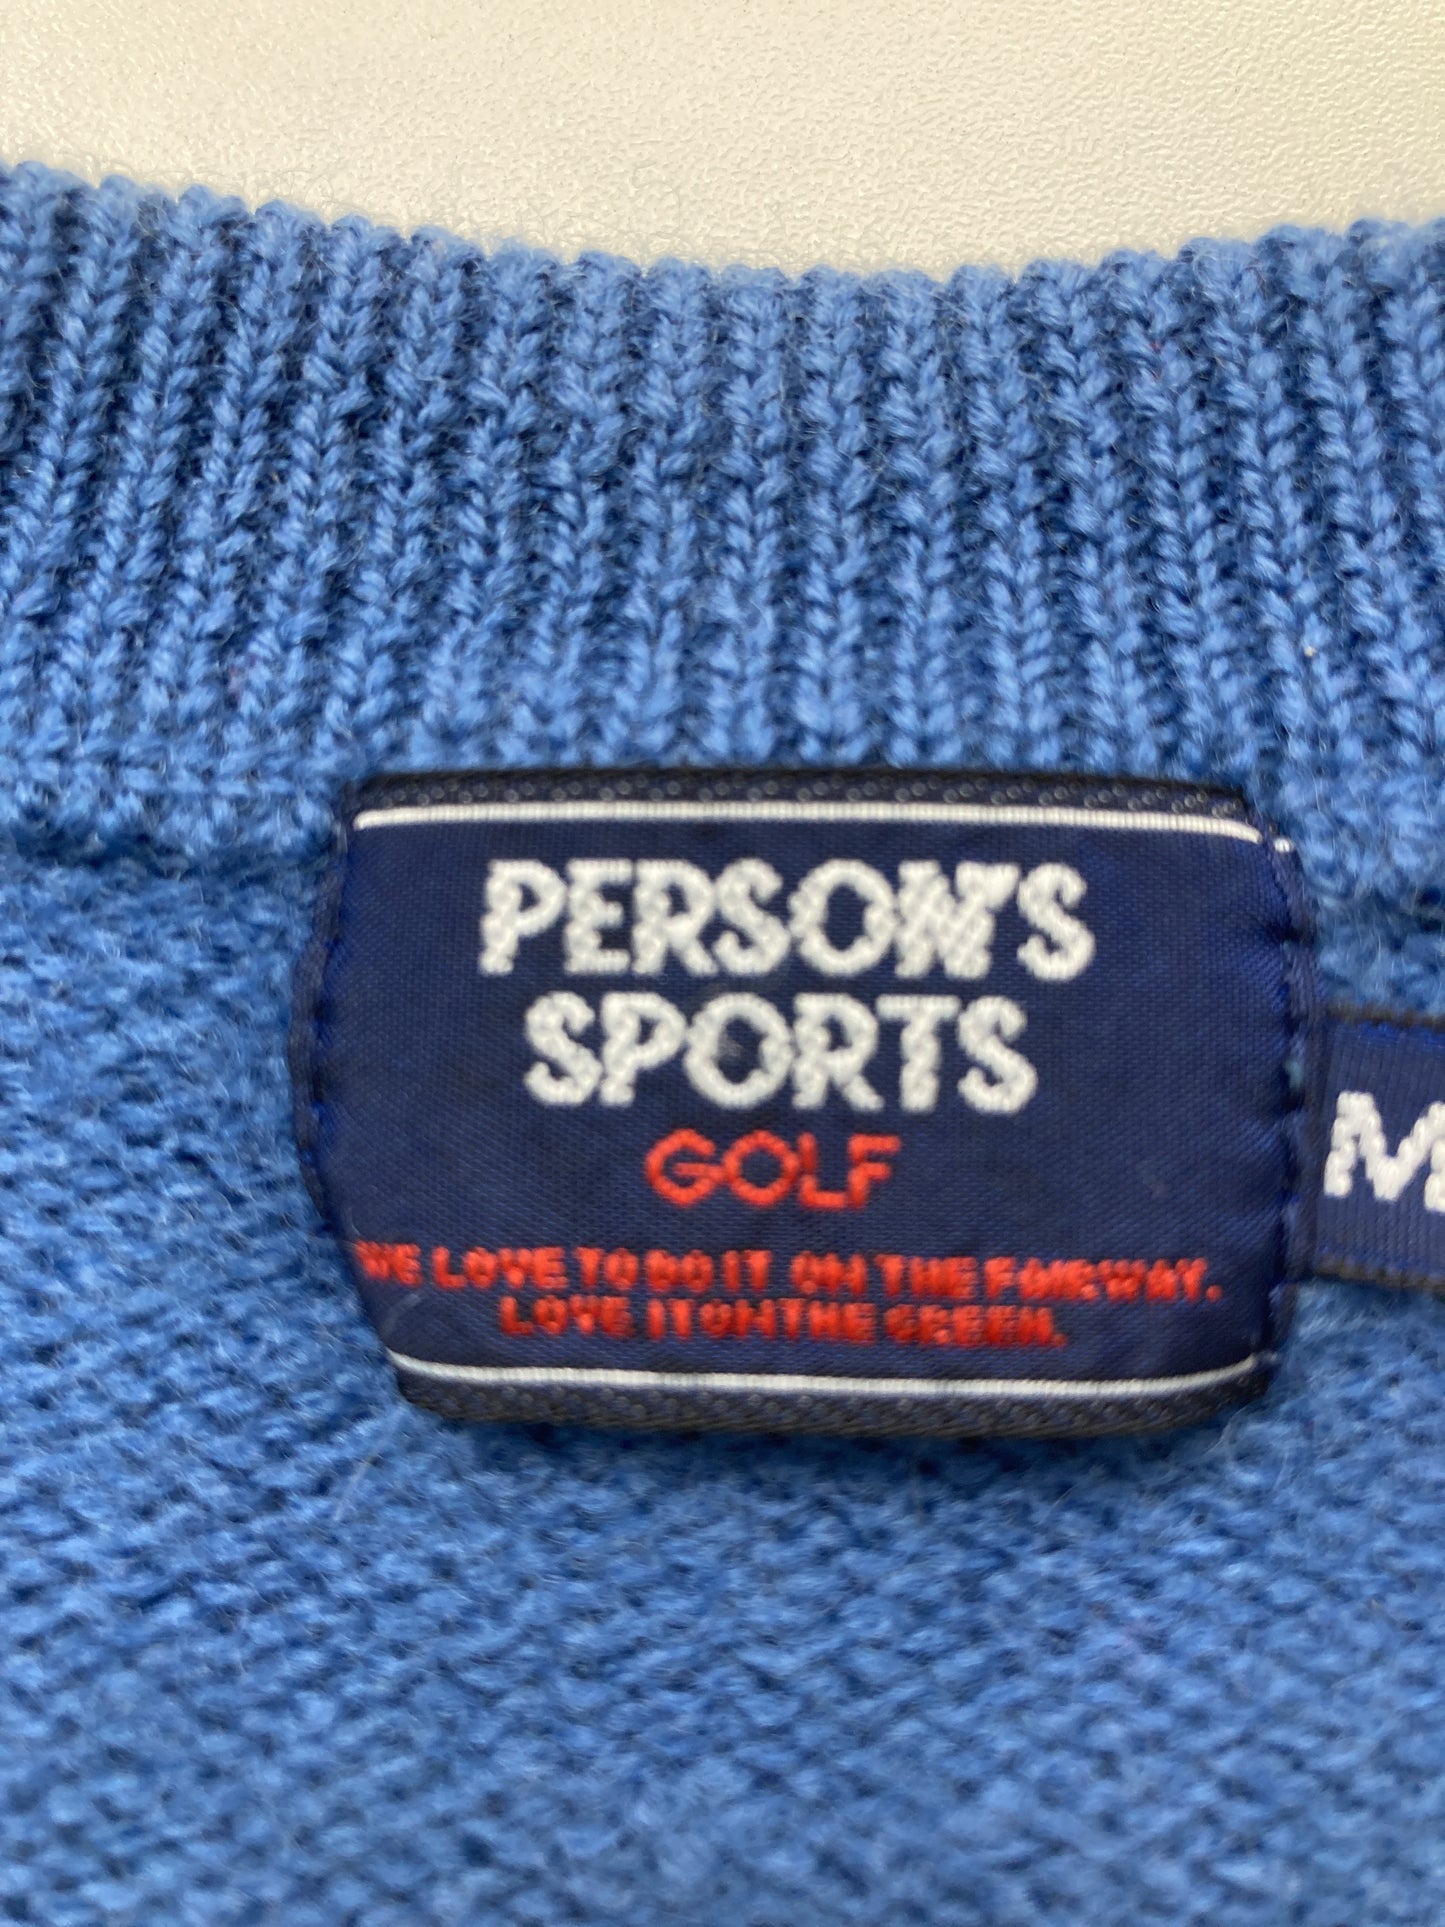 PERSON'S
SPORTS
GOLF
WE LOVE TO DO IT ON THE FAIRWAY.
LOVE IT ON THE GREEN.
M